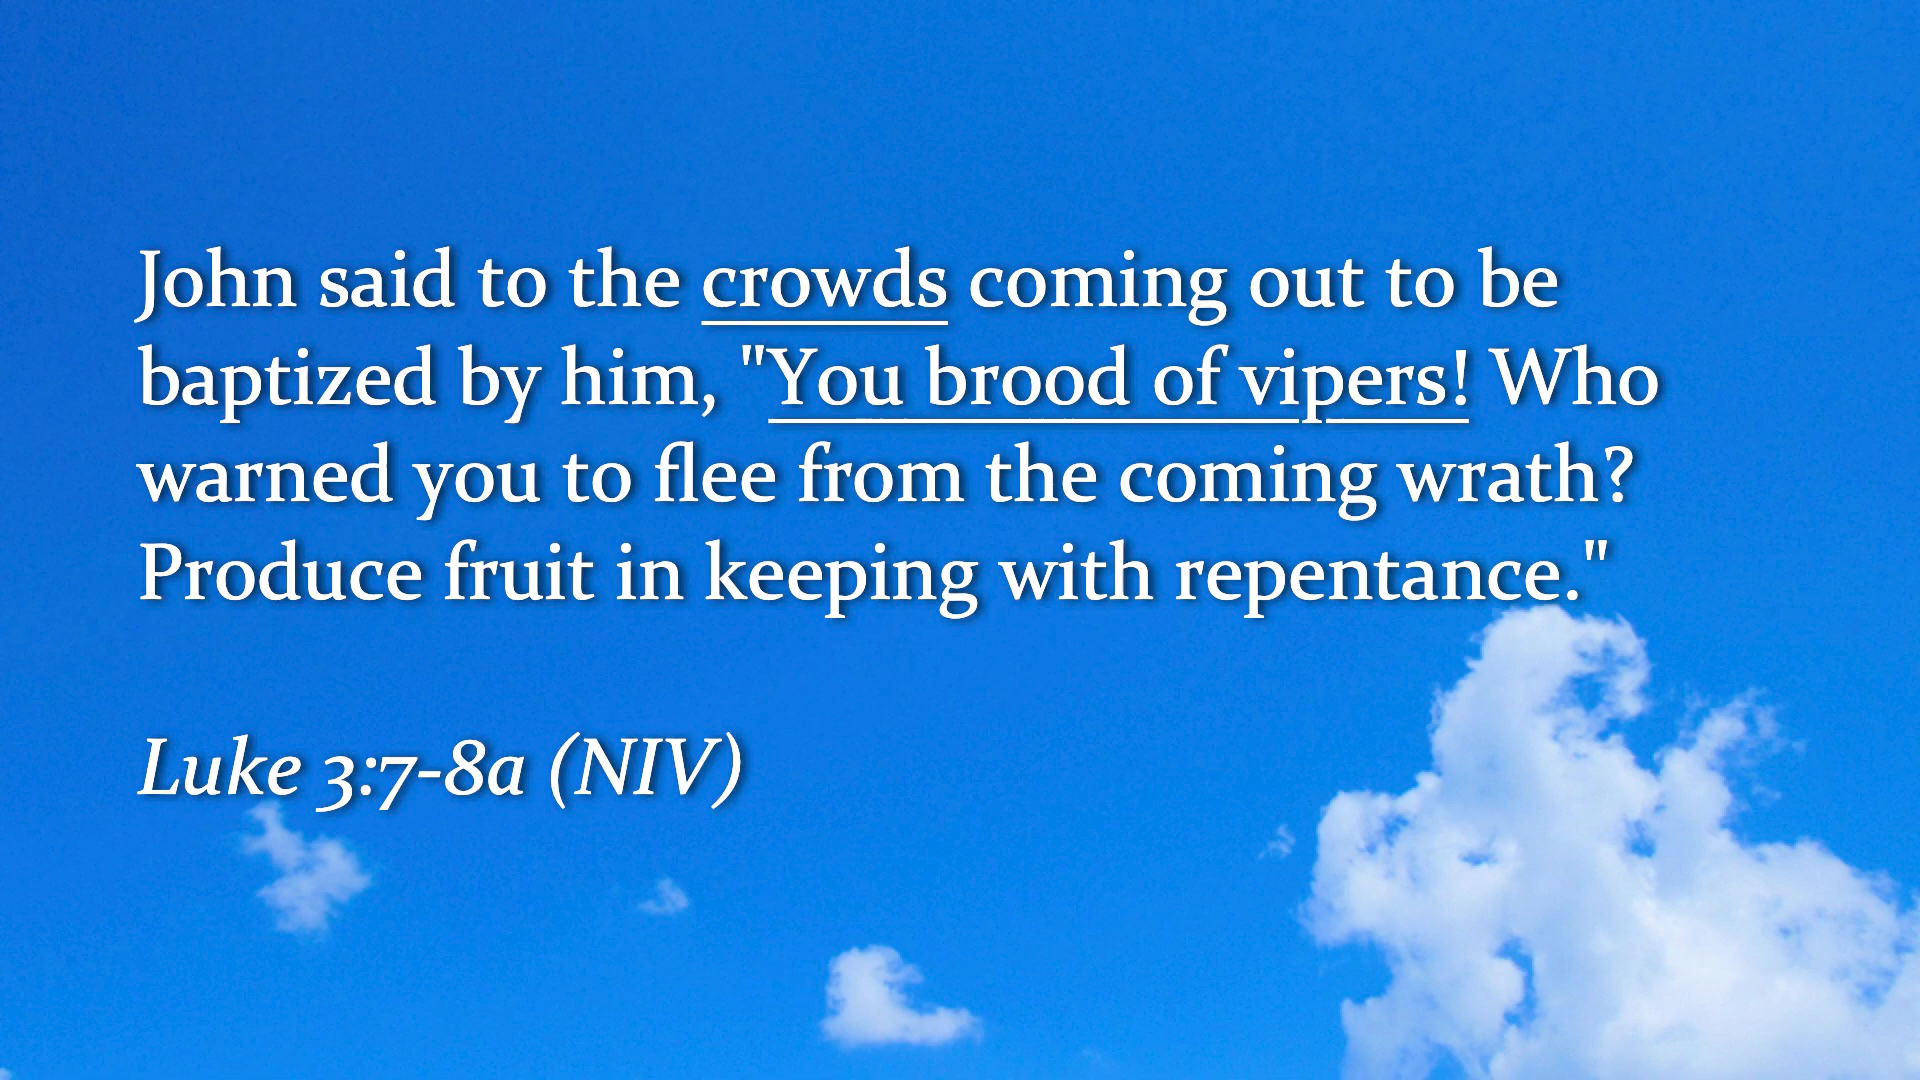 John said to the crowds coming out to be
baptized by him, "You brood of vipers! Who
warned you to flee from the coming wrath?
Produce fruit in keeping with repentance."
Luke 3:7-8a (NIV)